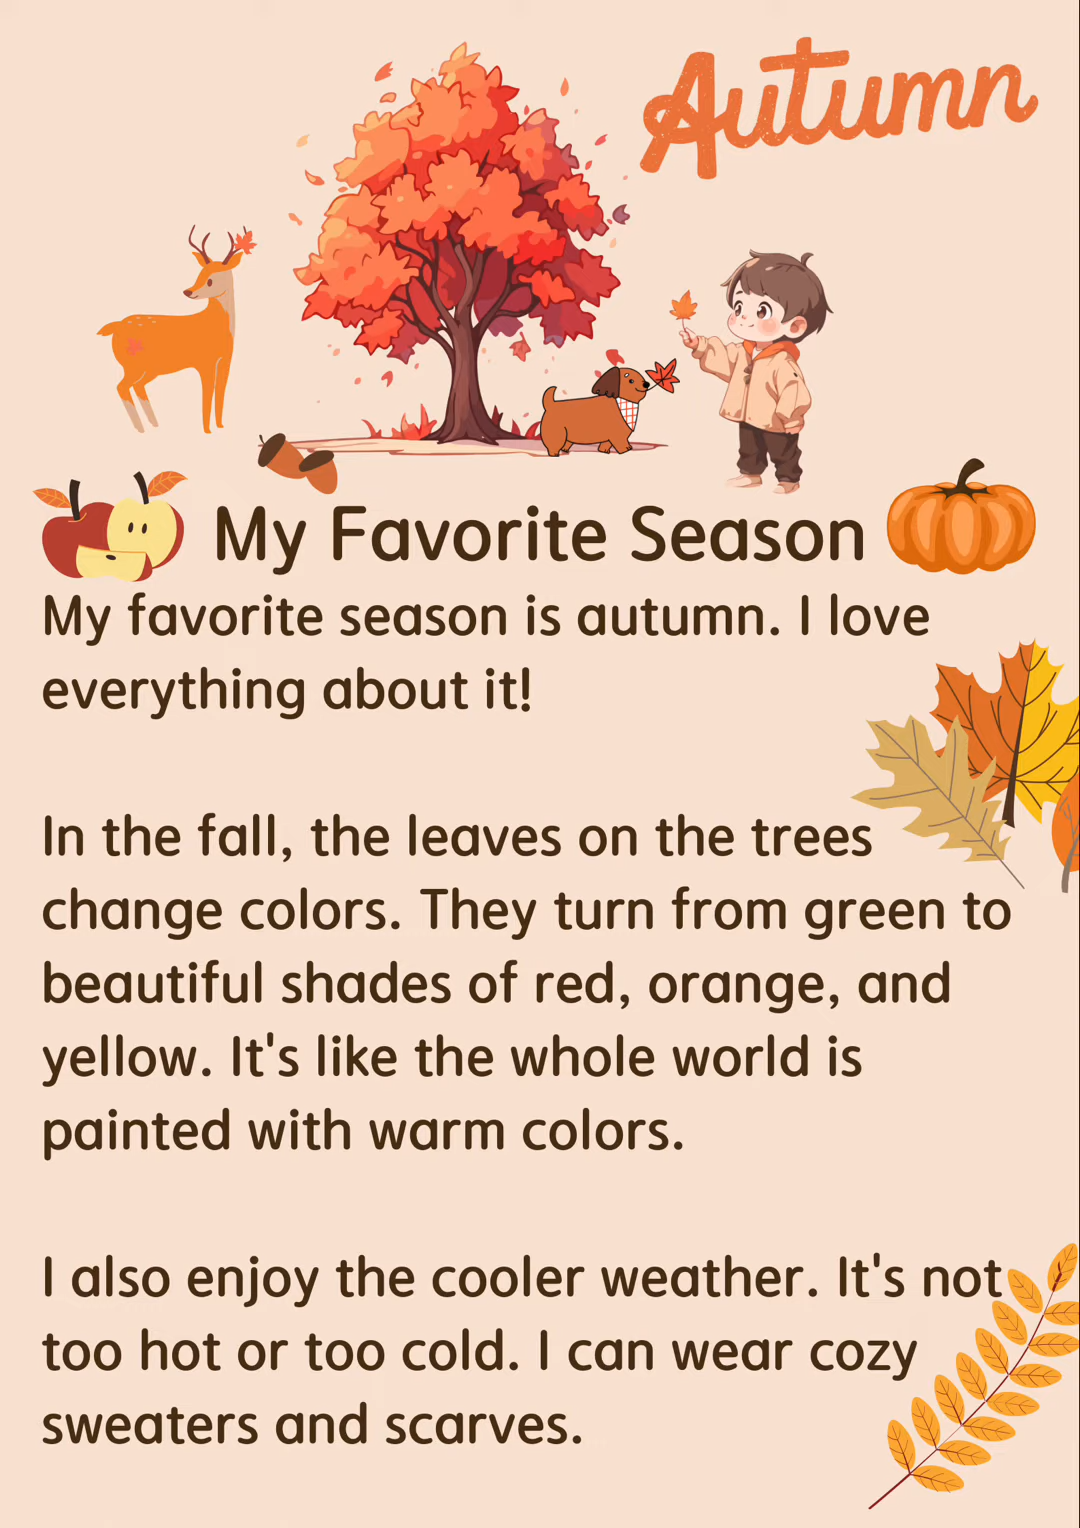 Autumn
My Favorite Season
My favorite season is autumn. I love
everything about it!
In the fall, the leaves on the trees
change colors. They turn from green to
beautiful shades of red, orange, and
yellow. It's like the whole world is
painted with warm colors.
I also enjoy the cooler weather. It's not
too hot or too cold. I can wear cozy
sweaters and scarves.